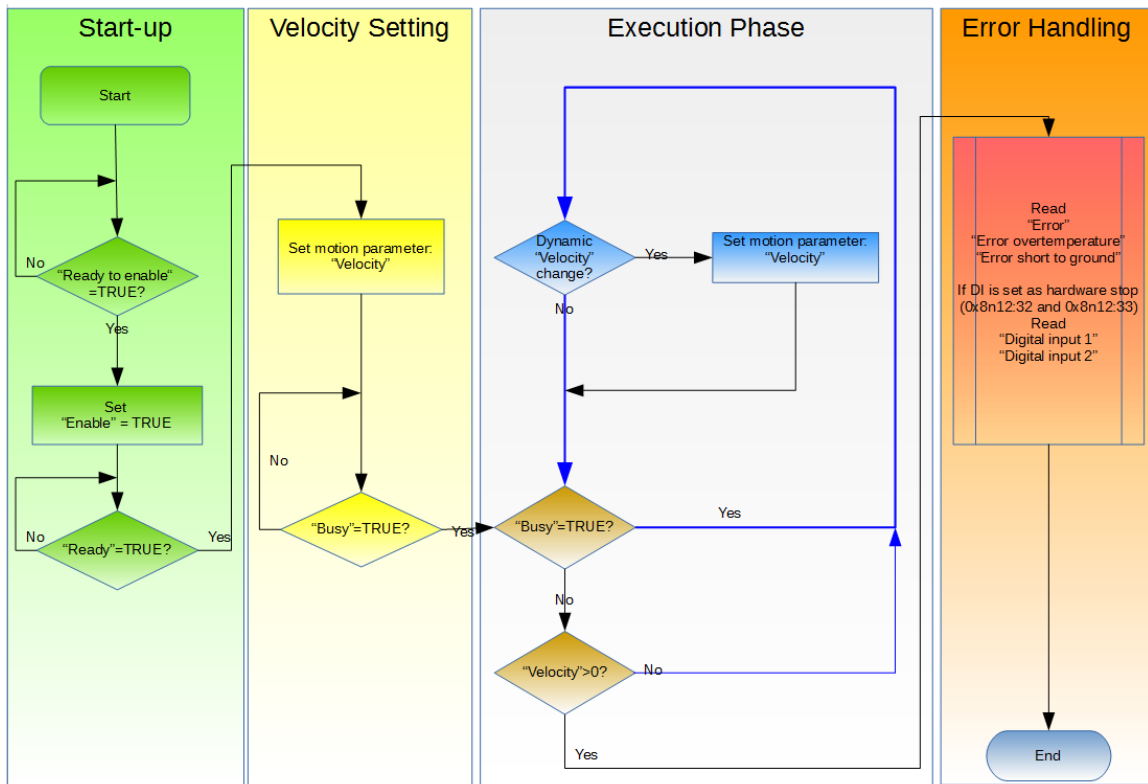 Start-up
Start
"Ready to enable"
=TRUE?
No
Yes
Set
"Enable" = TRUE
"Ready"=TRUE?
No
Yes
Velocity Setting
Set motion parameter:
"Velocity"
No
"Busy"=TRUE?
Yes
Execution Phase
Dynamic
"Velocity"
change?
Yes
Set motion parameter:
"Velocity"
No
"Busy"=TRUE?
Yes
No
"Velocity">0?
No
Yes
Error Handling
Read
"Error"
"Error overtemperature"
"Error short to ground"
If DI is set as hardware stop
(0x8n12:32 and 0x8n12:33)
Read
"Digital input 1"
"Digital input 2"
End